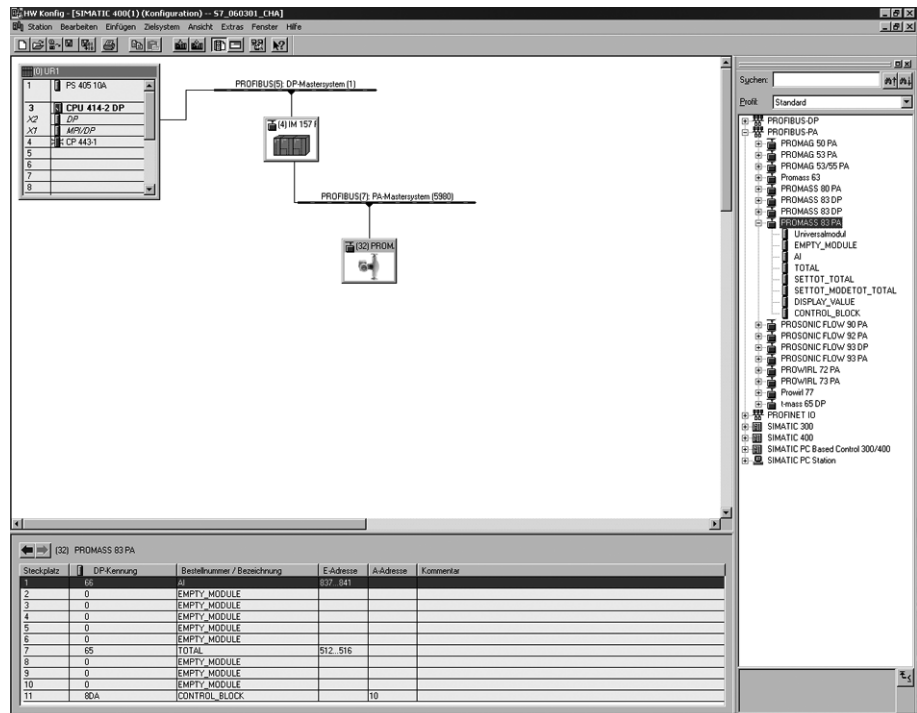 HW Konfig - [SIMATIC 400(1) (Konfiguration) -- S7_060301_CHA]
Station Bearbeiten Einfügen Zielsystem Ansicht Extras Fenster Hilfe
(0) UR1
1 PS 405 10A
3 CPU 414-2 DP
X2 DP
X1 MPI/DP
4 CP 443-1
5
6
7
8
PROFIBUS(5): DP-Mastersystem (1)
(4) IM 157
PROFIBUS(7): PA-Mastersystem (5980)
(32) PROM.
Suchen:
Profil: Standard
PROFIBUS-DP
PROFIBUS-PA
PROMAG 50 PA
PROMAG 53 PA
PROMAG 53/55 PA
Promass 63
PROMASS 80 PA
PROMASS 83 DP
PROMASS 83 DP
PROMASS 83 PA
Universalmodul
EMPTY_MODULE
AI
TOTAL
SETTOT_TOTAL
SETTOT_MODETOT_TOTAL
DISPLAY_VALUE
CONTROL_BLOCK
PROSONIC FLOW 90 PA
PROSONIC FLOW 92 PA
PROSONIC FLOW 93 DP
PROSONIC FLOW 93 PA
PROWIRL 72 PA
PROWIRL 73 PA
Prowirl 77
t-mass 65 DP
PROFINET IO
SIMATIC 300
SIMATIC 400
SIMATIC PC Based Control 300/400
SIMATIC PC Station
(32) PROMASS 83 PA
Steckplatz DP-Kennung Bestellnummer / Bezeichnung E-Adresse A-Adresse Kommentar
1 66 AI 837...841
2 0 EMPTY_MODULE
3 0 EMPTY_MODULE
4 0 EMPTY_MODULE
5 0 EMPTY_MODULE
6 0 EMPTY_MODULE
7 65 TOTAL 512...516
8 0 EMPTY_MODULE
9 0 EMPTY_MODULE
10 0 EMPTY_MODULE
11 8DA CONTROL_BLOCK 10